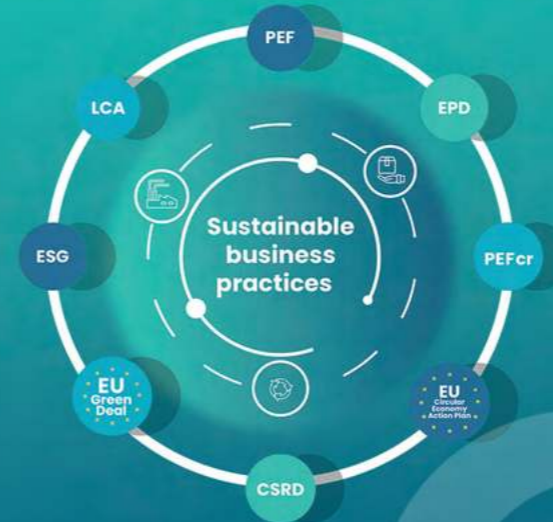 PEF
LCA
EPD
Sustainable
business
practices
ESG
PEFcr
EU
Green
Deal
EU
Circular
Economy
Action Plan
CSRD